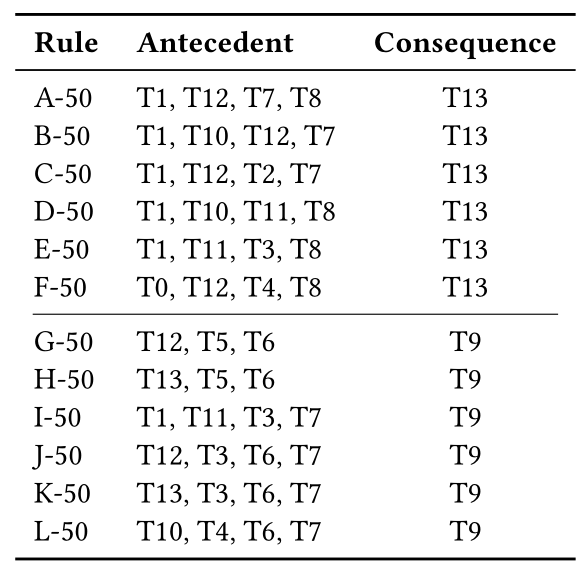 Rule Antecedent Consequence
A-50 T1, T12, T7, T8 T13
B-50 T1, T10, T12, T7 T13
C-50 T1, T12, T2, T7 T13
D-50 T1, T10, T11, T8 T13
E-50 T1, T11, T3, T8 T13
F-50 T0, T12, T4, T8 T13
G-50 T12, T5, T6 T9
H-50 T13, T5, T6 T9
I-50 T1, T11, T3, T7 T9
J-50 T12, T3, T6, T7 T9
K-50 T13, T3, T6, T7 T9
L-50 T10, T4, T6, T7 T9